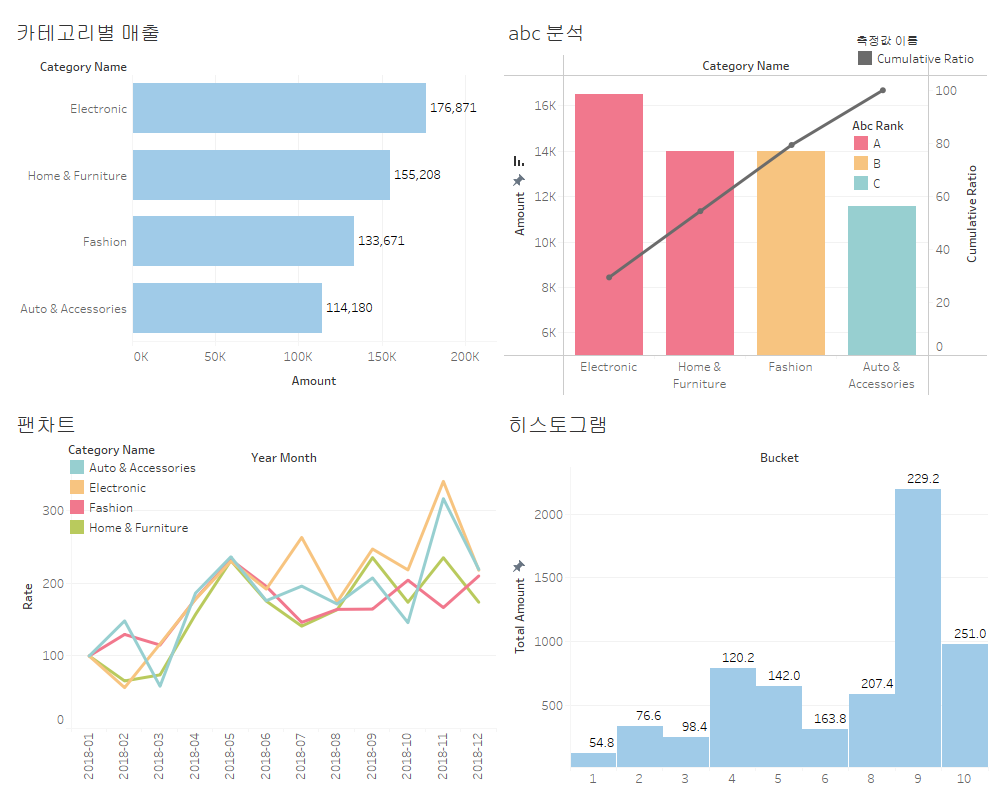 카테고리별 매출
Category Name
Electronic
176,871
Home & Furniture
155,208
Fashion
133,671
Auto & Accessories
114,180
0K 50K 100K 150K 200K
Amount
abc 분석
측정값 이름
Cumulative Ratio
Category Name
Abc Rank
A
B
C
16K
14K
12K
10K
8K
6K
Amount
100
80
60
40
20
0
Cumulative Ratio
Electronic
Home &
Furniture
Fashion
Auto &
Accessories
팬차트
Category Name
Auto & Accessories
Electronic
Fashion
Home & Furniture
Year Month
300
200
100
0
Rate
2018-01
2018-02
2018-03
2018-04
2018-05
2018-06
2018-07
2018-08
2018-09
2018-10
2018-11
2018-12
히스토그램
Bucket
2000
1500
1000
500
Total Amount
54.8
76.6
98.4
120.2
142.0
163.8
207.4
229.2
251.0
1 2 3 4 5 6 8 9 10